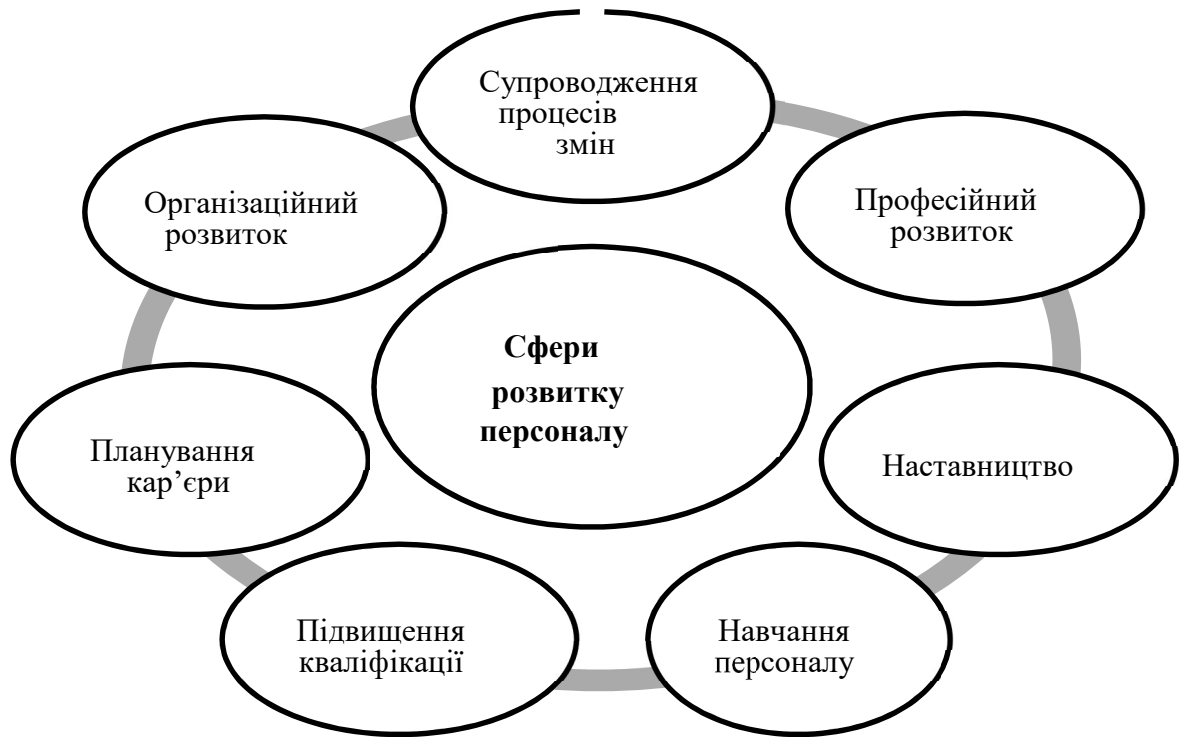 Супроводження
процесів
змін
Організаційний
розвиток
Професійний
розвиток
Сфери
розвитку
персоналу
Планування
кар’єри
Наставництво
Підвищення
кваліфікації
Навчання
персоналу